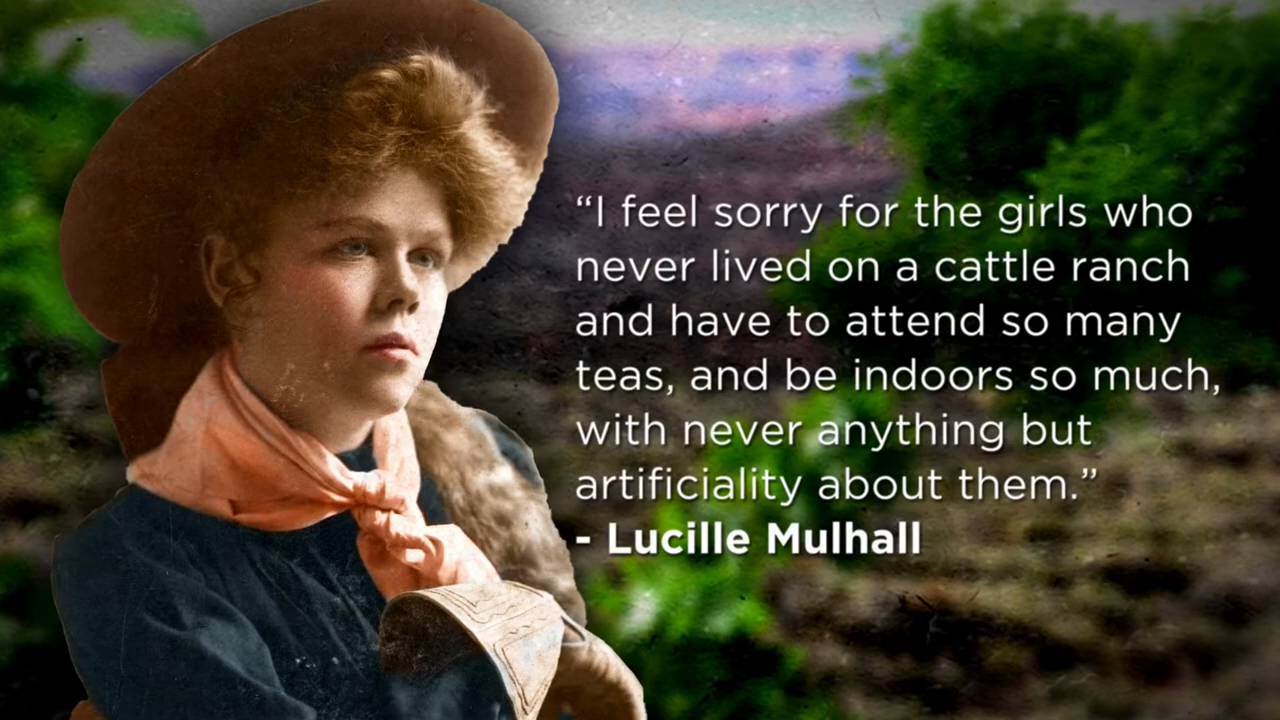 “I feel sorry for the girls who
never lived on a cattle ranch
and have to attend so many
teas, and be indoors so much,
with never anything but
artificiality about them.”
- Lucille Mulhall